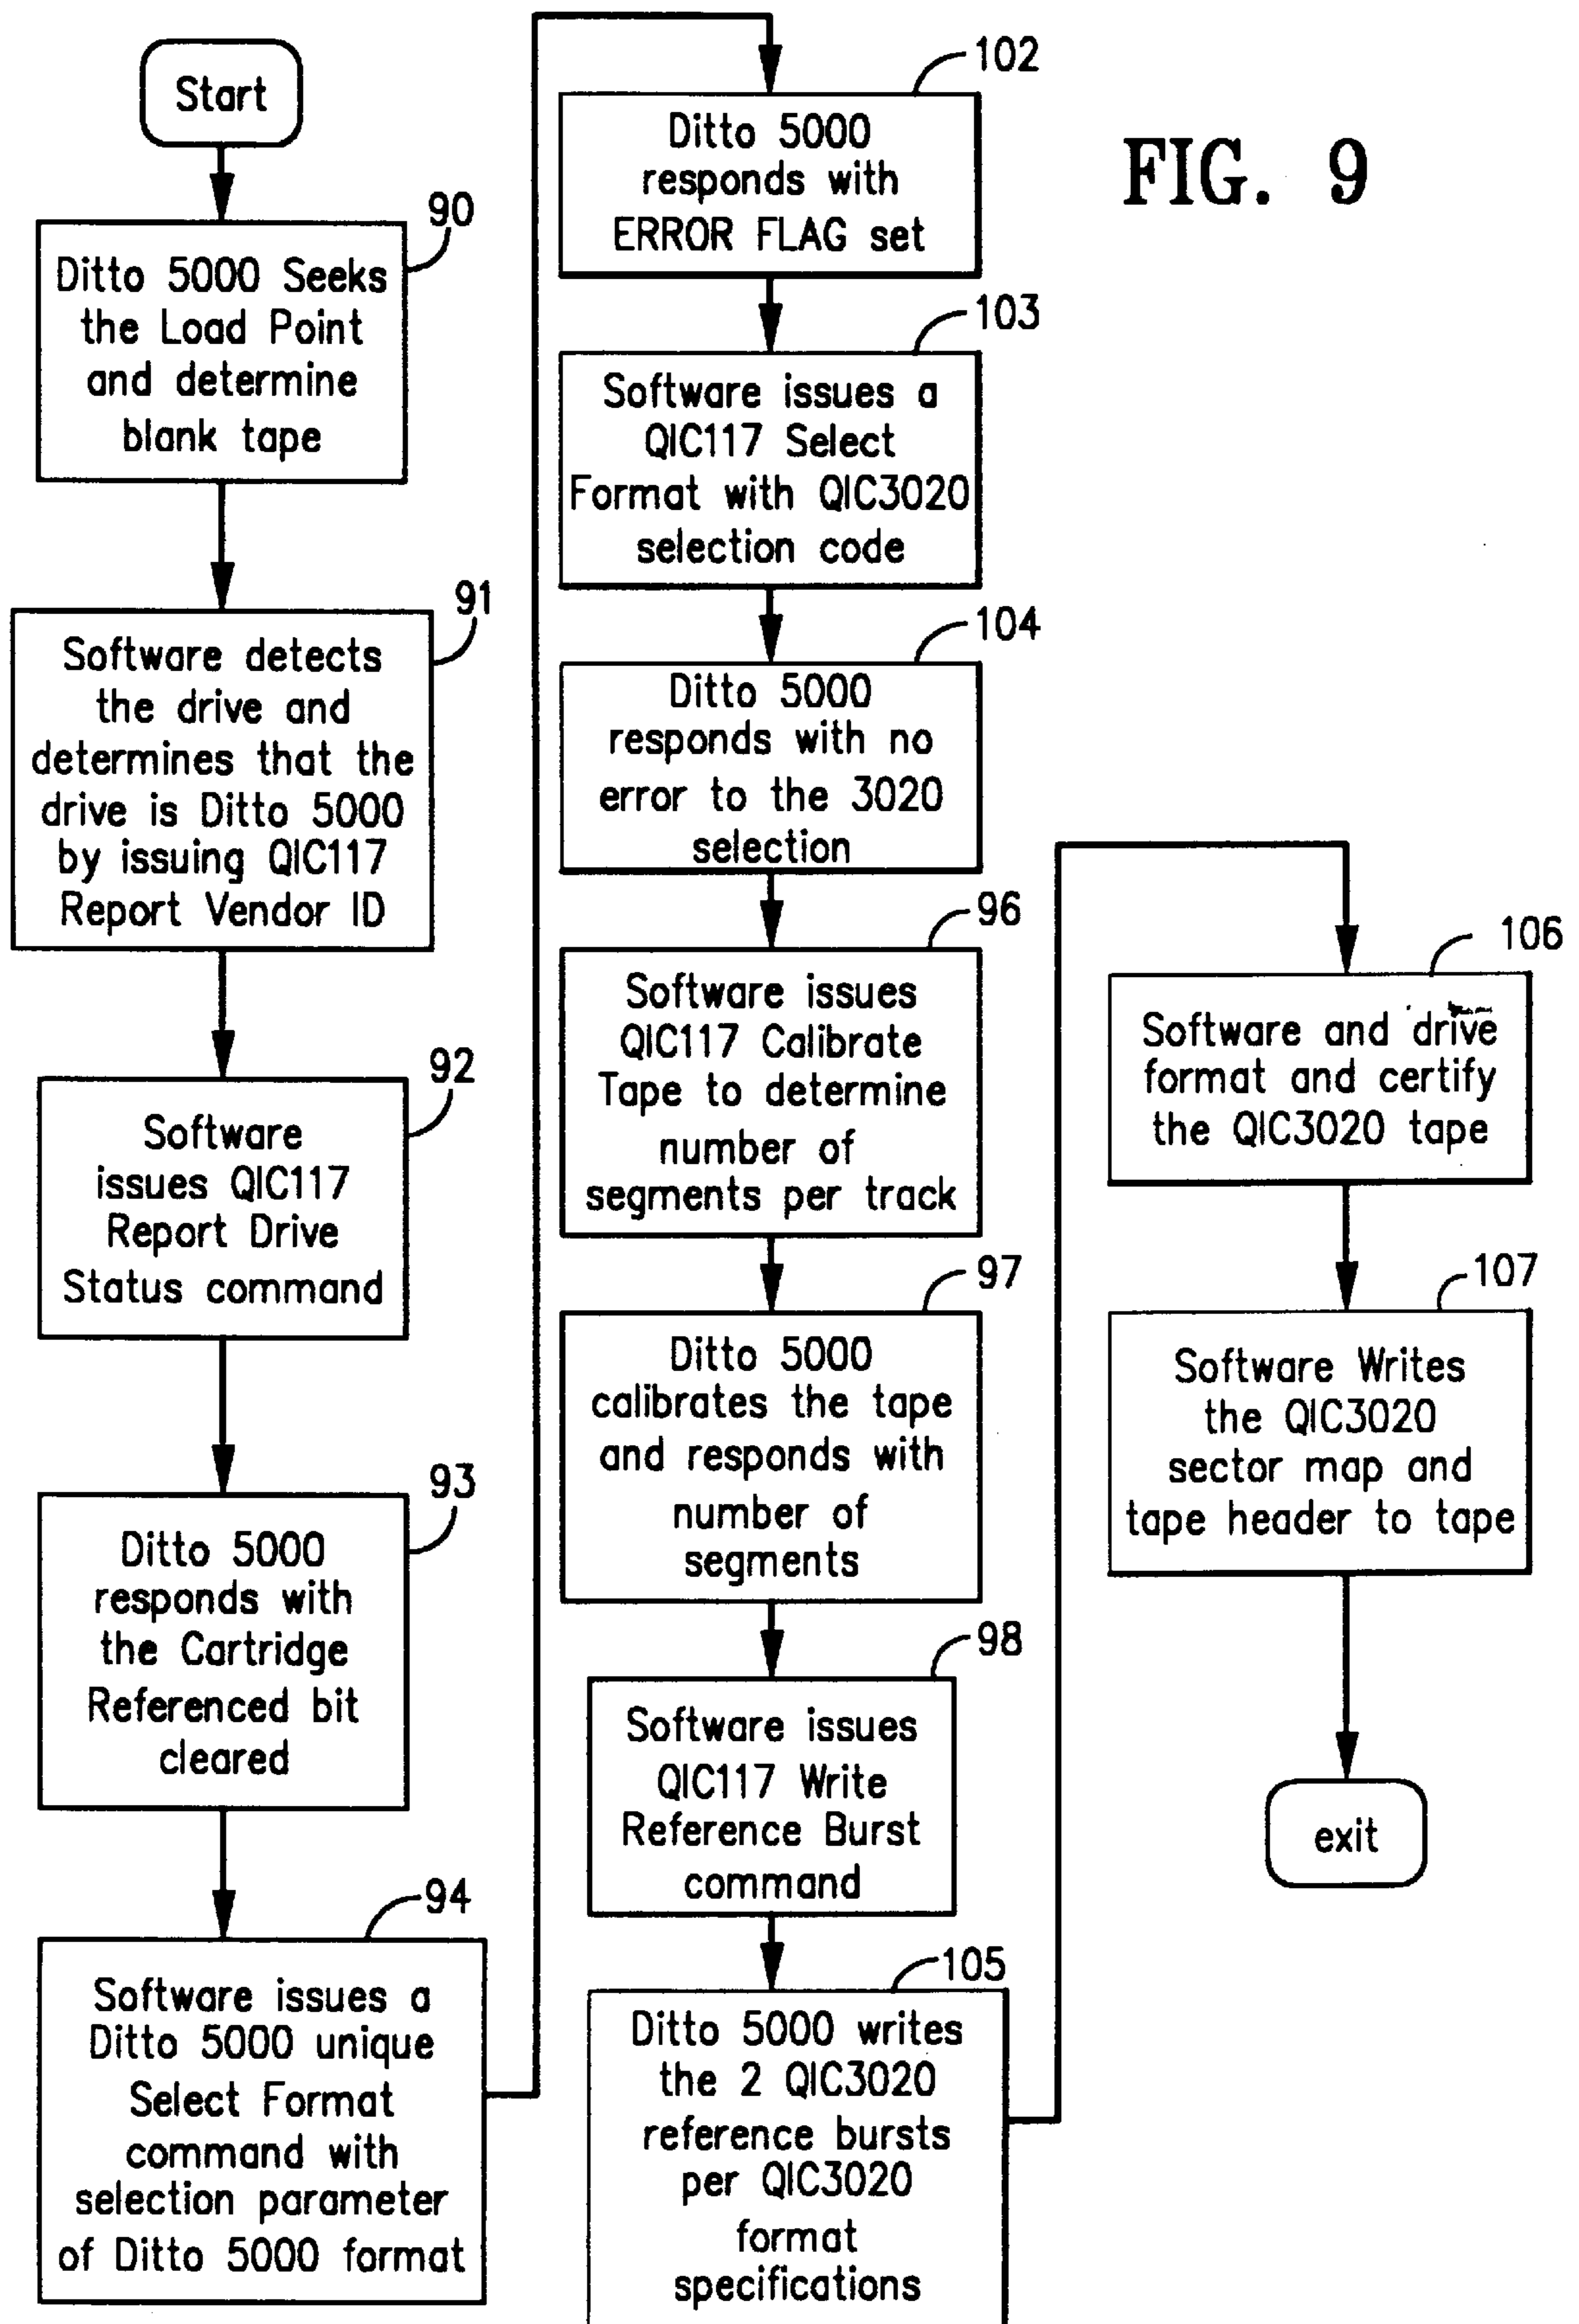 Start
90
Ditto 5000 Seeks
the Load Point
and determine
blank tape
91
Software detects
the drive and
determines that the
drive is Ditto 5000
by issuing QIC117
Report Vendor ID
92
Software
issues QIC117
Report Drive
Status command
93
Ditto 5000
responds with
the Cartridge
Referenced bit
cleared
94
Software issues a
Ditto 5000 unique
Select Format
command with
selection parameter
of Ditto 5000 format
102
Ditto 5000
responds with
ERROR FLAG set
103
Software issues a
QIC117 Select
Format with QIC3020
selection code
104
Ditto 5000
responds with no
error to the 3020
selection
96
Software issues
QIC117 Calibrate
Tape to determine
number of
segments per track
97
Ditto 5000
calibrates the tape
and responds with
number of
segments
98
Software issues
QIC117 Write
Reference Burst
command
105
Ditto 5000 writes
the 2 QIC3020
reference bursts
per QIC3020
format
specifications
FIG. 9
106
Software and drive
format and certify
the QIC3020 tape
107
Software Writes
the QIC3020
sector map and
tape header to tape
exit